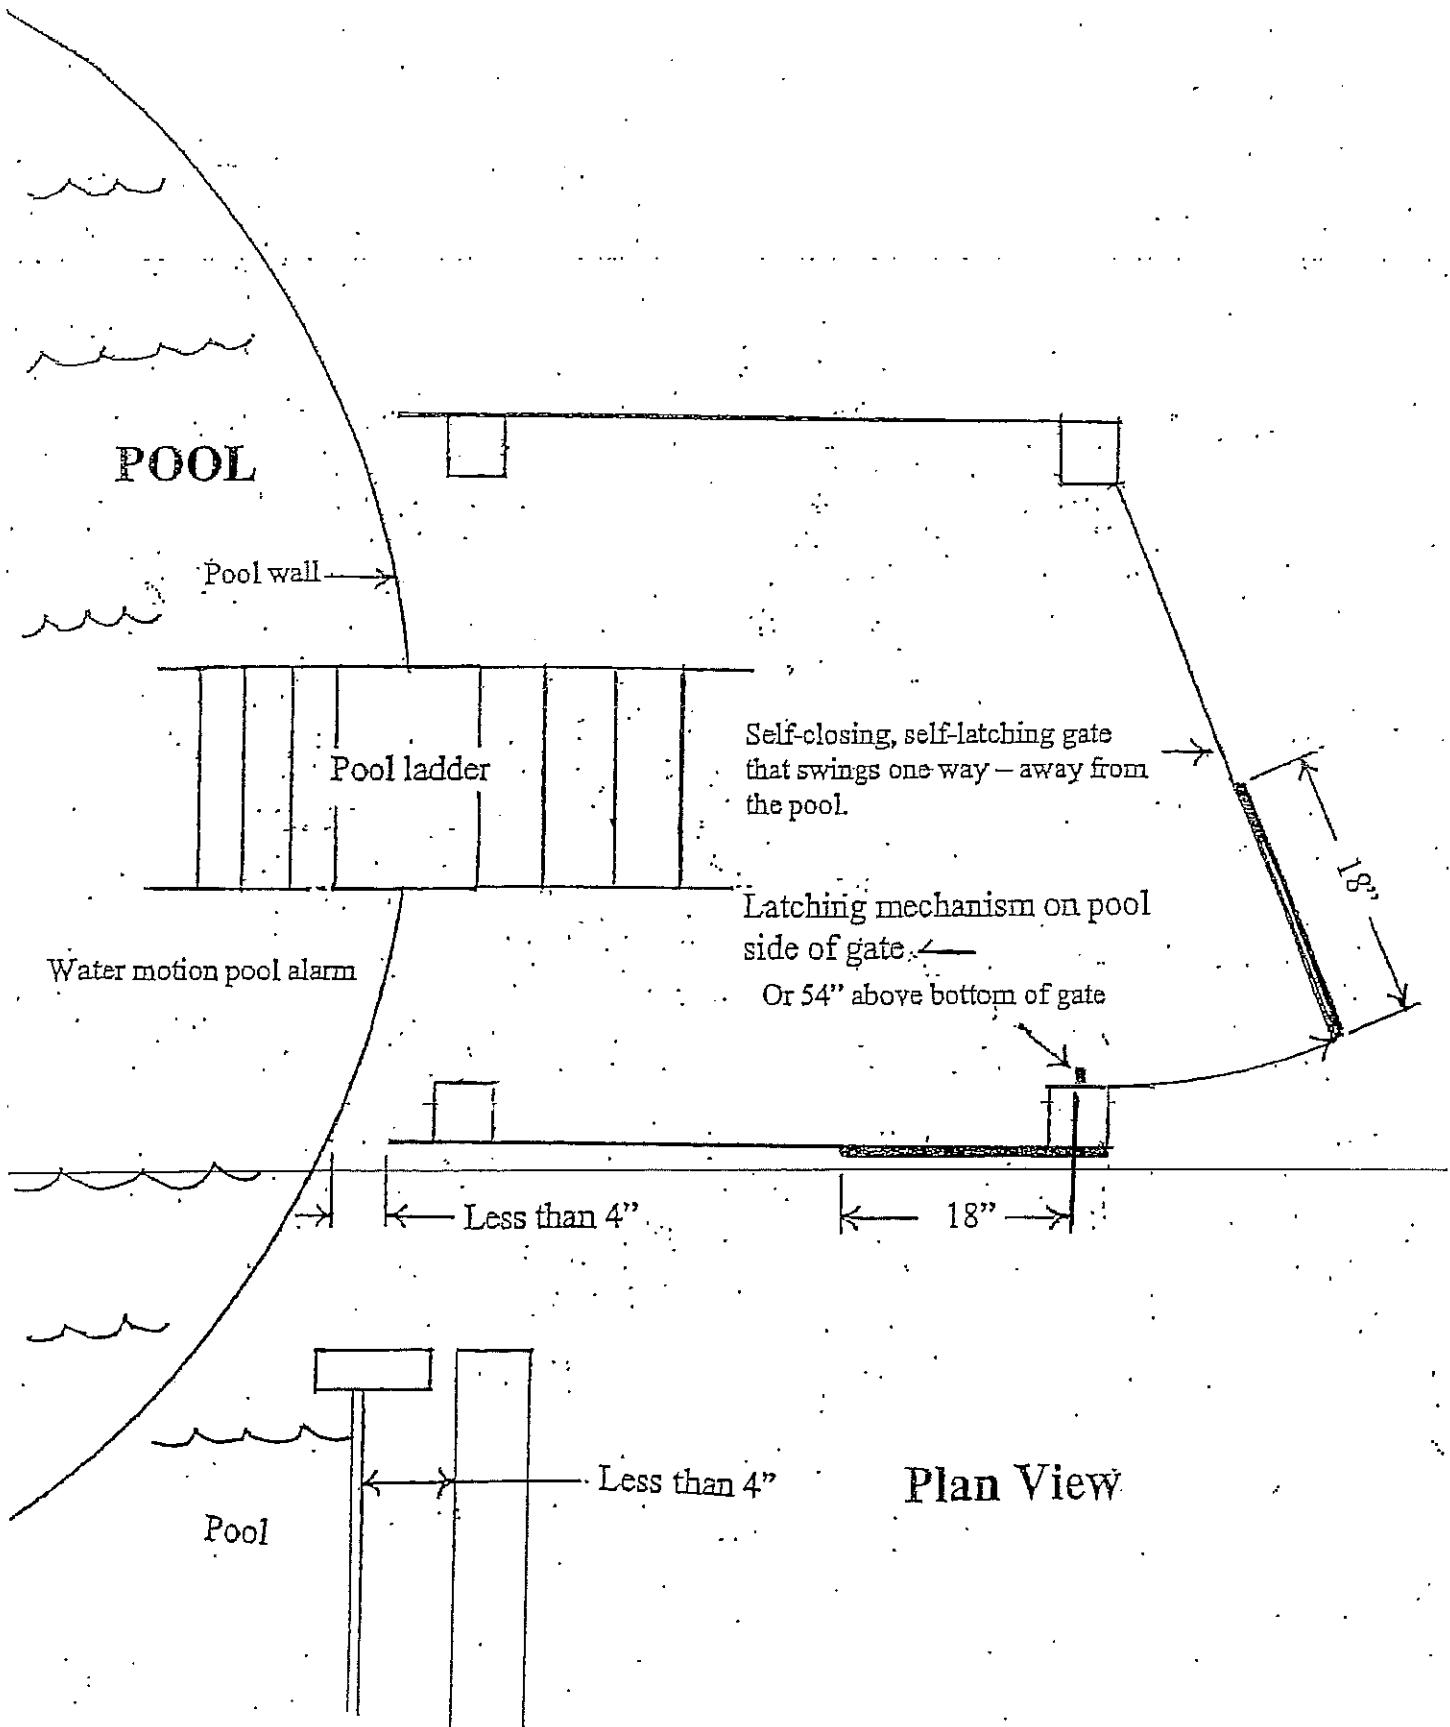 POOL
Pool wall
Pool ladder
Self-closing, self-latching gate
that swings one way – away from
the pool.
18”
Latching mechanism on pool
side of gate.
Or 54” above bottom of gate
Water motion pool alarm
Less than 4”
18”
Less than 4”
Plan View
Pool